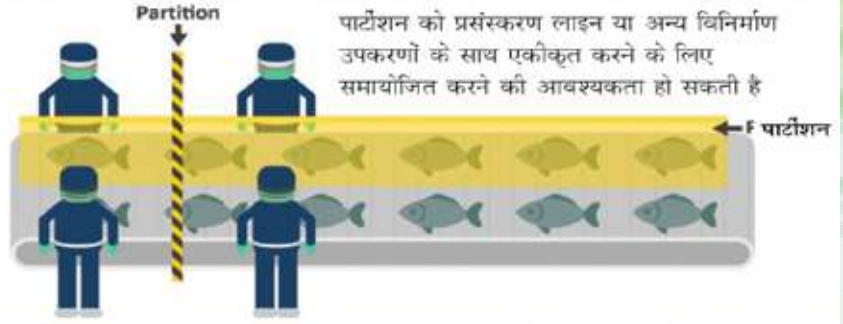 Partition
पार्टीशन को प्रसंस्करण लाइन या अन्य विनिर्माण
उपकरणों के साथ एकीकृत करने के लिए
समायोजित करने की आवश्यकता हो सकती है
F पार्टीशन